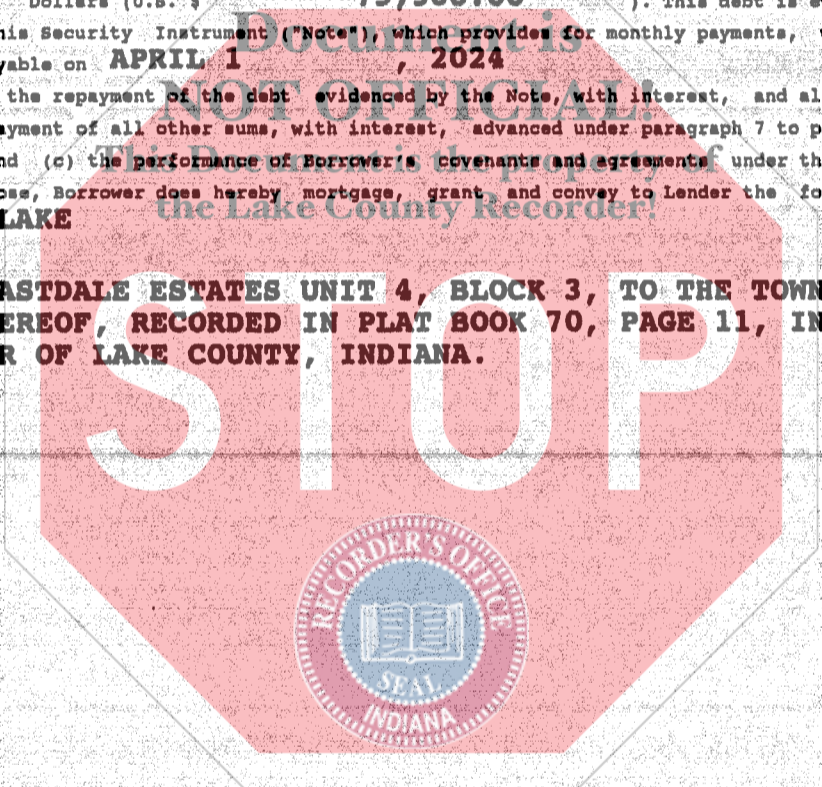 Dollars (U.S. $ ). This debt is
his Security Instrument ("Note"), which provides for monthly payments,
yable on APRIL 1 , 2024
the repayment of the debt evidenced by the Note, with interest, and al
ayment of all other sums, with interest, advanced under paragraph 7 to p
nd (c) the performance of Borrower's covenants and agreements under th
ose, Borrower does hereby mortgage, grant and convey to Lender the fo
LAKE
ASTDALE ESTATES UNIT 4, BLOCK 3, TO THE TOWN
EREOF, RECORDED IN PLAT BOOK 70, PAGE 11, IN
R OF LAKE COUNTY, INDIANA.
Document is
NOT OFFICIAL!
This Document is the property of
the Lake County Recorder!
STOP
RECORDER'S OFFICE
SEAL
INDIANA